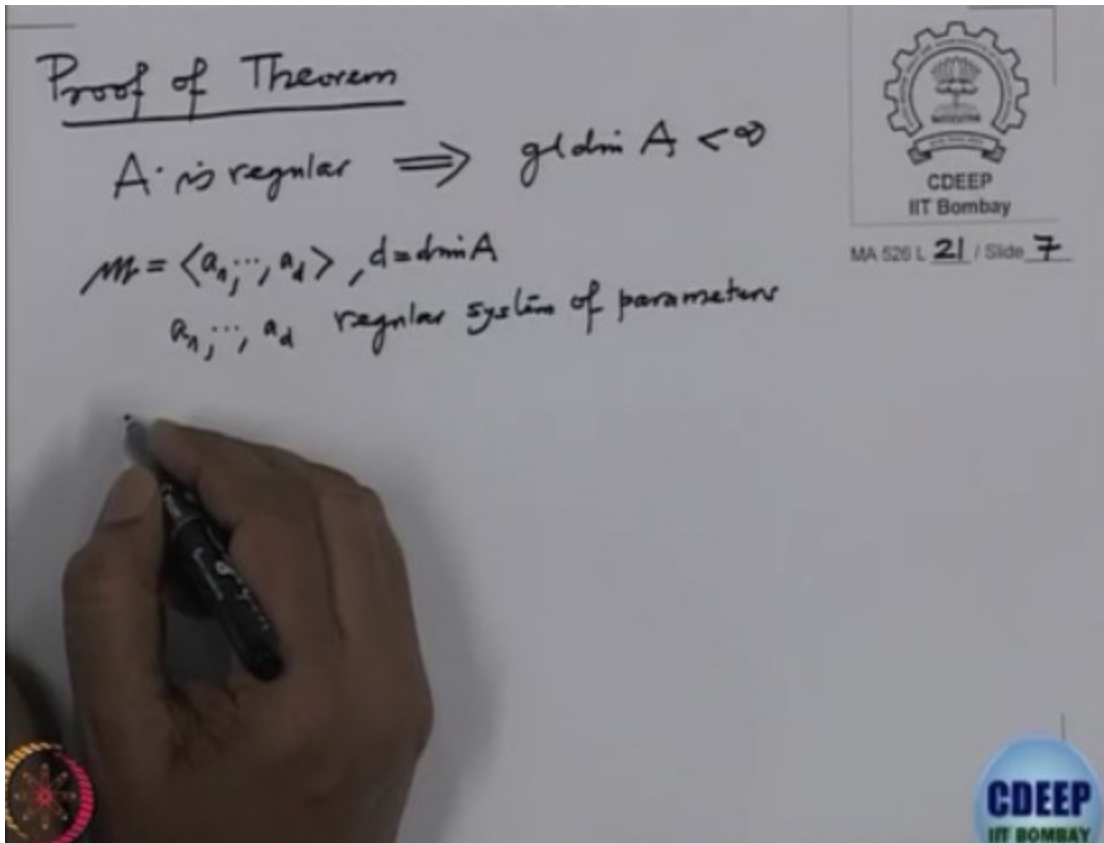 Proof of Theorem
A is regular ⟹ gldim A < ∞
𝔪 = ⟨a₁, ⋯, a_d⟩, d = dim A
a₁, ⋯, a_d regular system of parameters
CDEEP
IIT Bombay
MA 526 L 21 / Slide 7
CDEEP
IIT BOMBAY